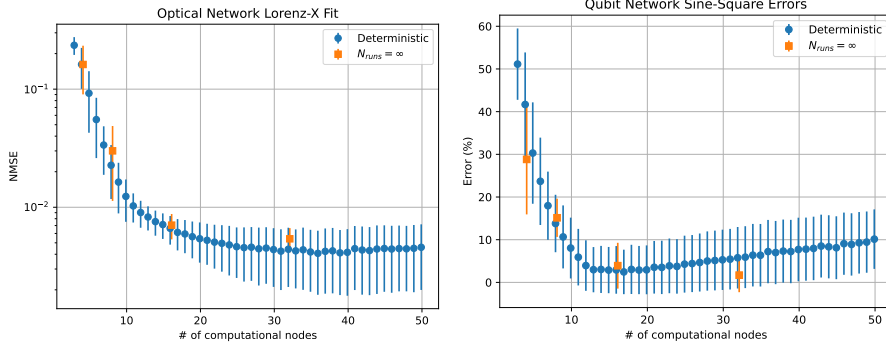 Optical Network Lorenz-X Fit
Deterministic
N_runs = ∞
10⁻¹
10⁻²
NMSE
10
20
30
40
50
# of computational nodes
Qubit Network Sine-Square Errors
Deterministic
N_runs = ∞
60
50
40
30
20
10
0
Error (%)
10
20
30
40
50
# of computational nodes